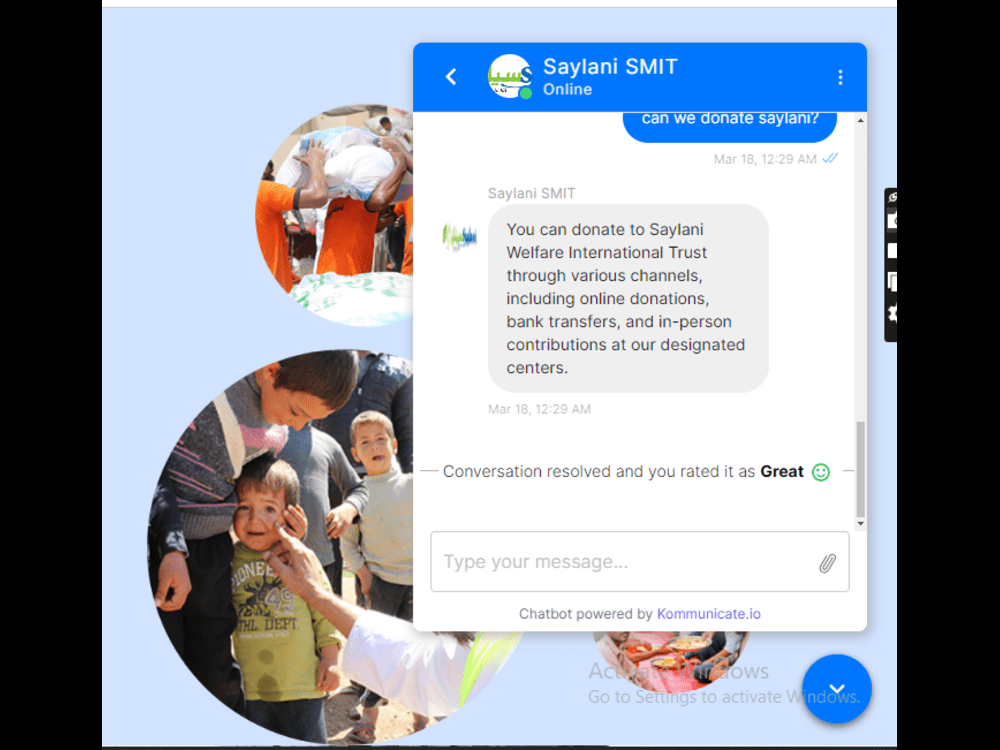 Saylani SMIT
Online
can we donate saylani?
Mar 18, 12:29 AM
Saylani SMIT
You can donate to Saylani
Welfare International Trust
through various channels,
including online donations,
bank transfers, and in-person
contributions at our designated
centers.
Mar 18, 12:29 AM
Conversation resolved and you rated it as Great
Type your message...
Chatbot powered by Kommunicate.io
PIONEE
49
THL. DEPT.
Activate Windows
Go to Settings to activate Windows.